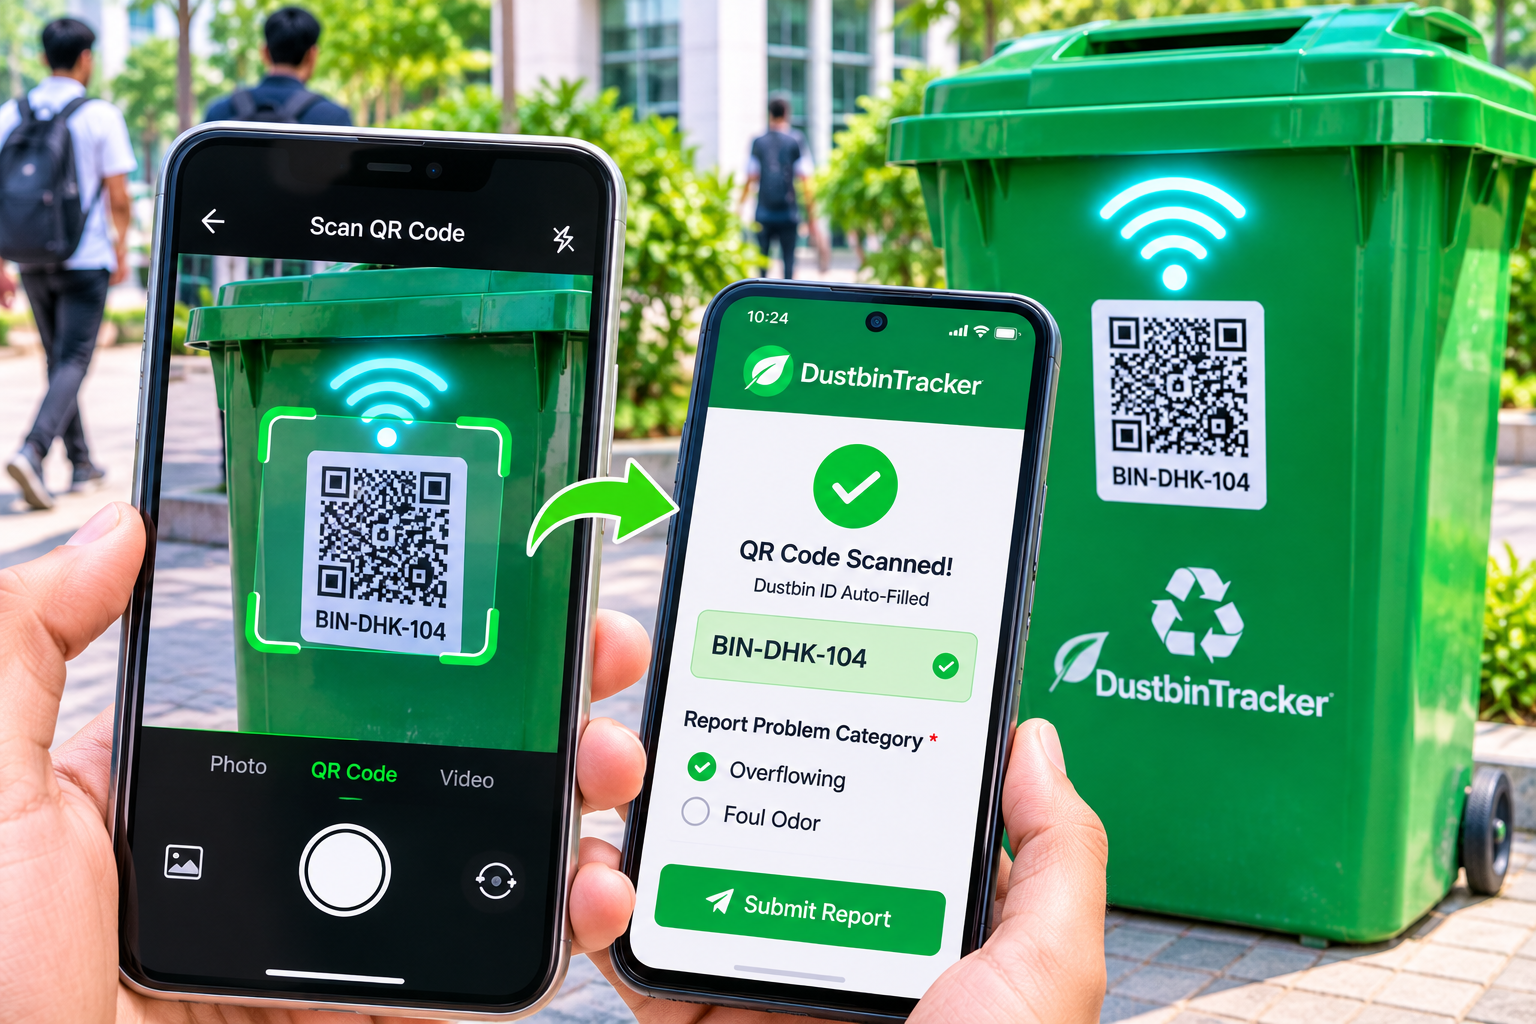 Scan QR Code
BIN-DHK-104
Photo
QR Code
Video
10:24
DustbinTracker
QR Code Scanned!
Dustbin ID Auto-Filled
BIN-DHK-104
Report Problem Category *
Overflowing
Foul Odor
Submit Report
BIN-DHK-104
DustbinTracker